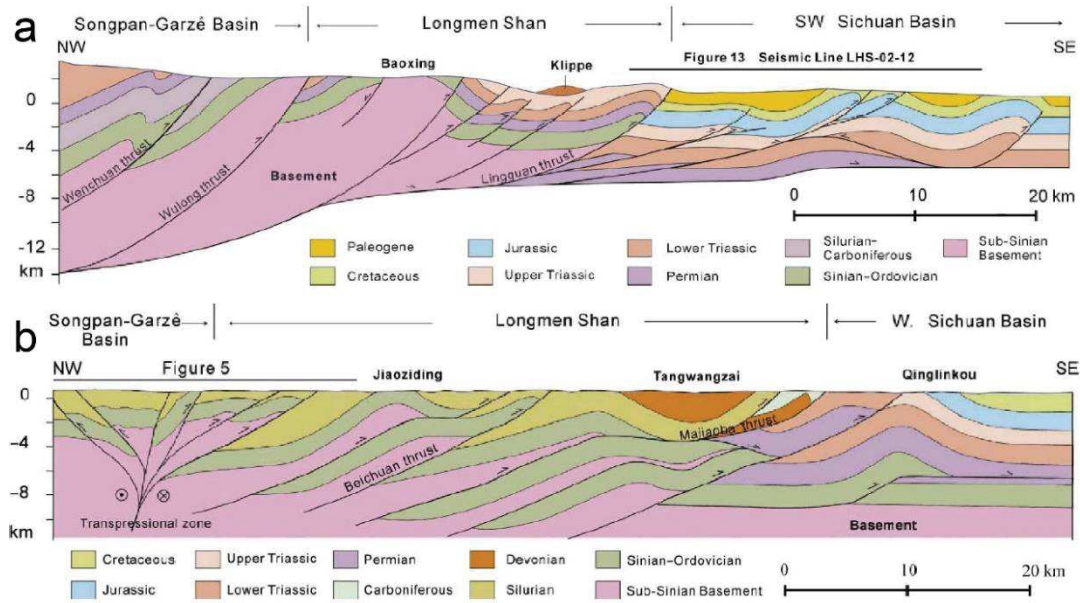 a
Songpan-Garzê Basin
Longmen Shan
SW Sichuan Basin
NW
SE
Baoxing
Klippe
Figure 13 Seismic Line LHS-02-12
0
-4
-8
-12
km
Wenchuan thrust
Wulong thrust
Basement
Lingguan thrust
0 10 20 km
Paleogene
Jurassic
Lower Triassic
Silurian-
Carboniferous
Sub-Sinian
Basement
Cretaceous
Upper Triassic
Permian
Sinian-Ordovician
b
Songpan-Garzê
Basin
Longmen Shan
W. Sichuan Basin
NW
SE
Figure 5
Jiaoziding
Tangwangzai
Qinglinkou
0
-4
-8
km
Beichuan thrust
Majiaoba thrust
Transpressional zone
Basement
Cretaceous
Upper Triassic
Permian
Devonian
Sinian-Ordovician
Jurassic
Lower Triassic
Carboniferous
Silurian
Sub-Sinian Basement
0 10. 20 km